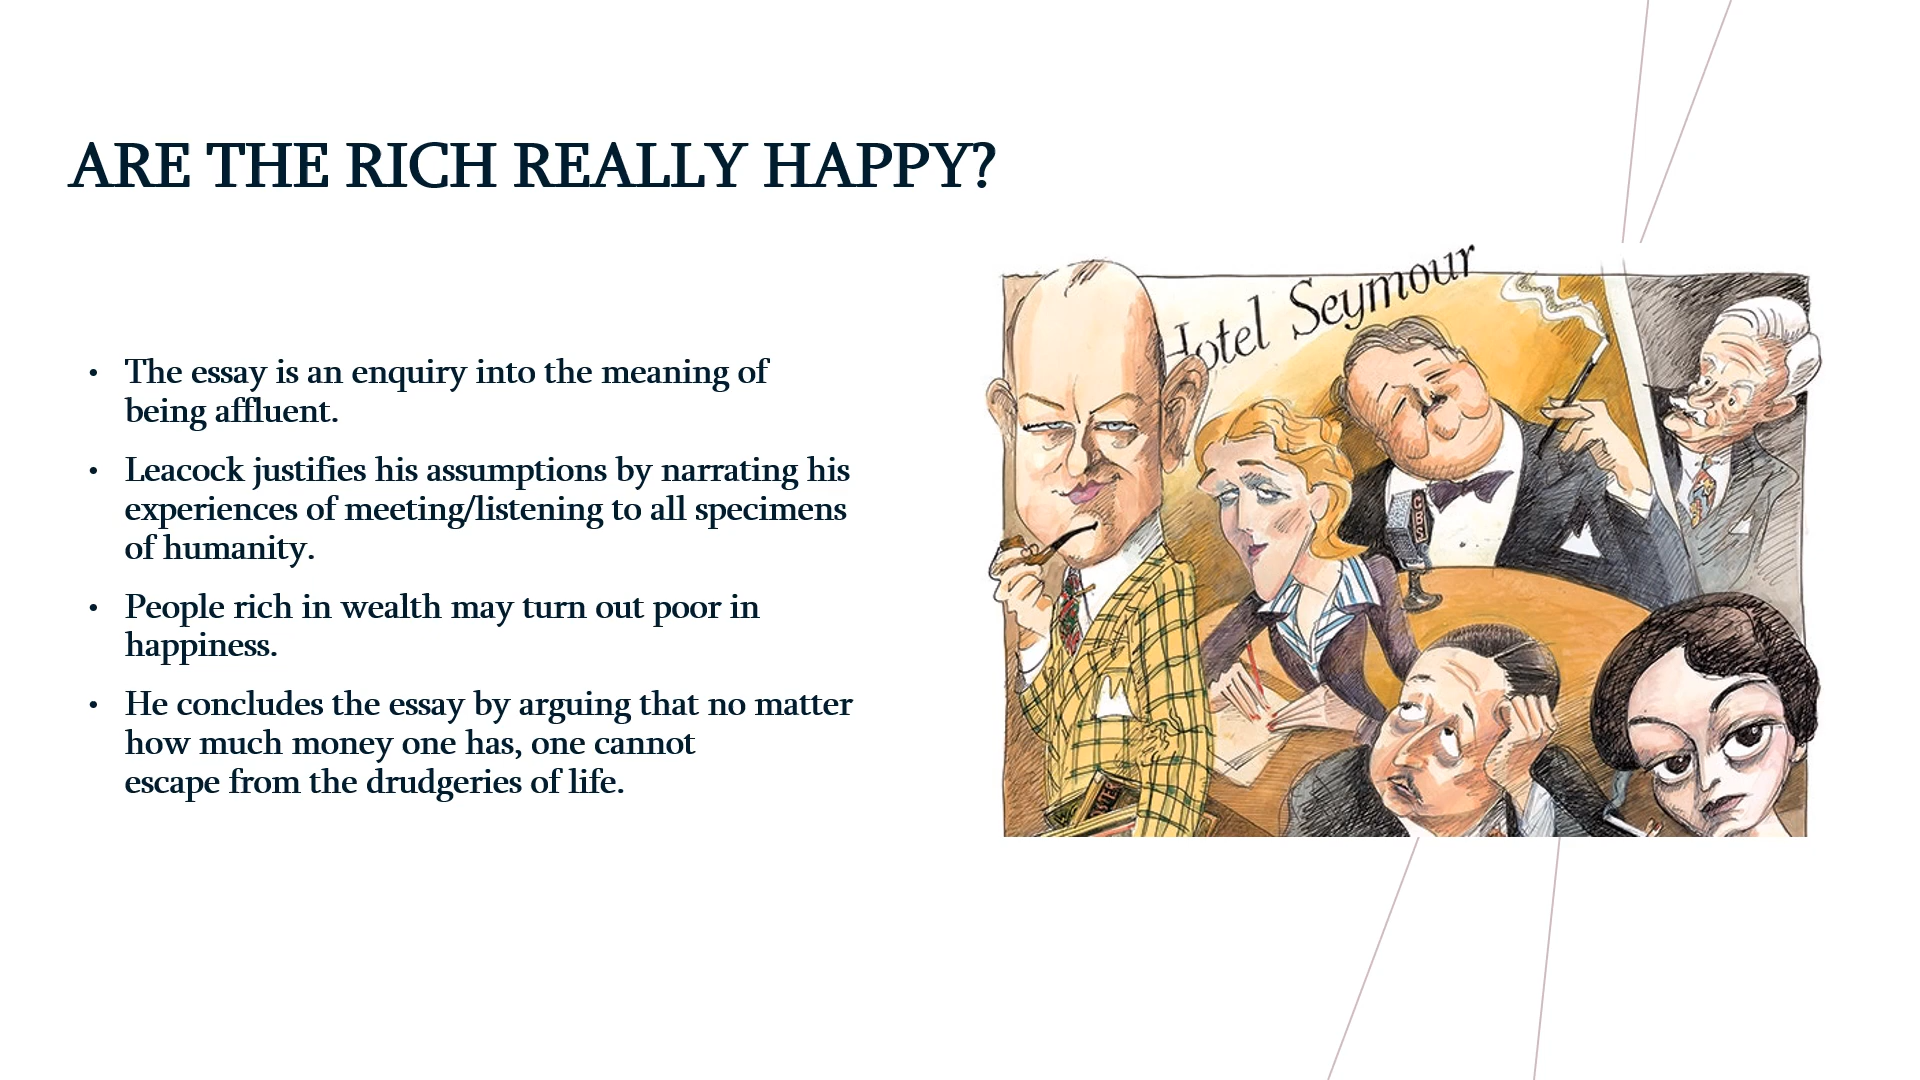 ARE THE RICH REALLY HAPPY?
• The essay is an enquiry into the meaning of
being affluent.
• Leacock justifies his assumptions by narrating his
experiences of meeting/listening to all specimens
of humanity.
• People rich in wealth may turn out poor in
happiness.
• He concludes the essay by arguing that no matter
how much money one has, one cannot
escape from the drudgeries of life.
Hotel Seymour
CBS